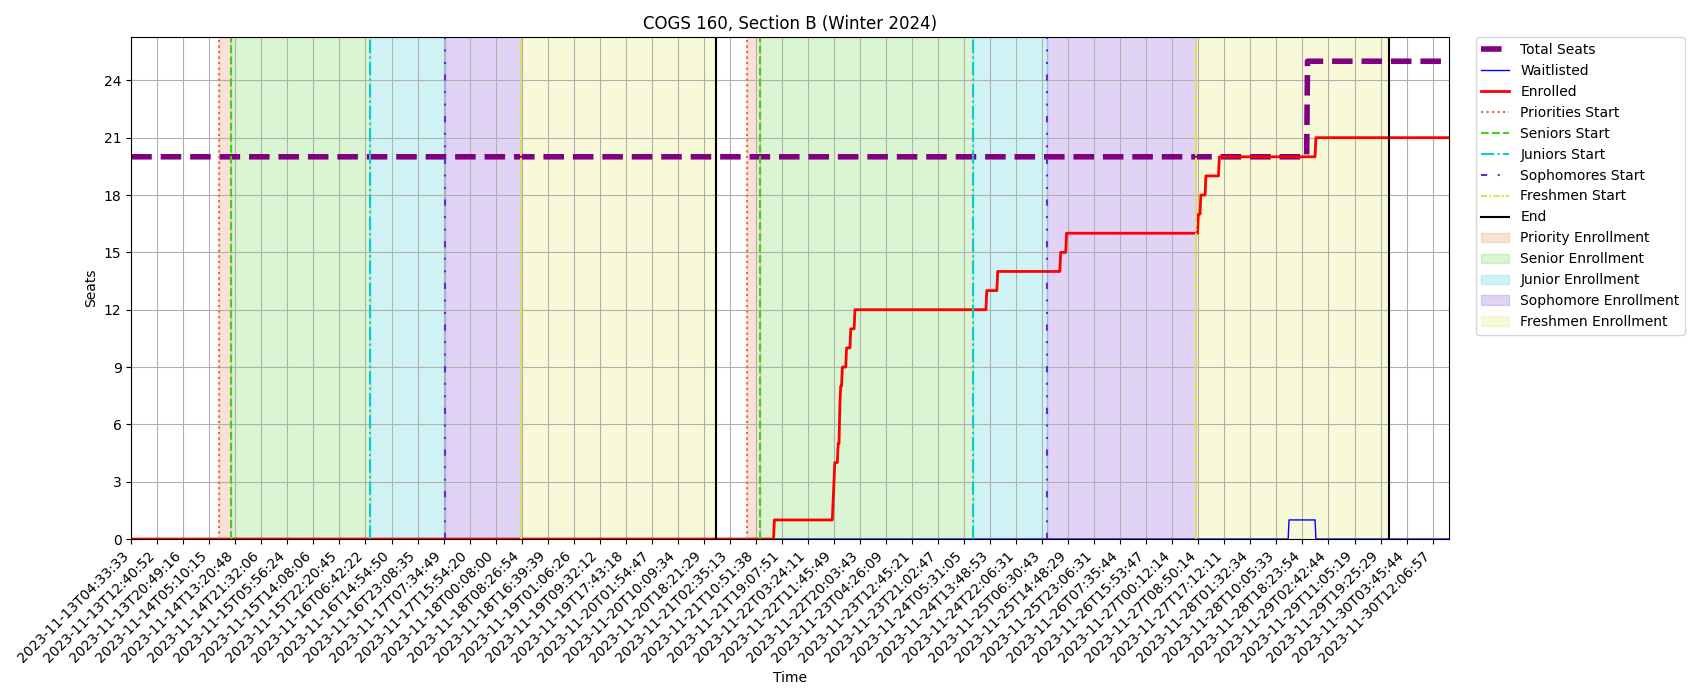 COGS 160, Section B (Winter 2024)
Seats
24
21
18
15
12
9
6
3
0
2023-11-13T04:33:33
2023-11-13T12:40:52
2023-11-13T20:49:16
2023-11-14T05:10:15
2023-11-14T13:20:48
2023-11-14T21:32:06
2023-11-15T05:56:24
2023-11-15T14:08:06
2023-11-15T22:20:45
2023-11-16T06:42:22
2023-11-16T14:54:50
2023-11-16T23:08:35
2023-11-17T07:34:49
2023-11-17T15:54:20
2023-11-18T00:08:00
2023-11-18T08:26:54
2023-11-18T16:39:39
2023-11-19T01:06:26
2023-11-19T09:32:12
2023-11-19T17:43:18
2023-11-20T01:54:47
2023-11-20T10:09:34
2023-11-20T18:21:29
2023-11-21T02:35:13
2023-11-21T10:51:38
2023-11-21T19:07:51
2023-11-22T03:24:11
2023-11-22T11:45:49
2023-11-22T20:03:43
2023-11-23T04:26:09
2023-11-23T12:45:21
2023-11-23T21:02:47
2023-11-24T05:31:05
2023-11-24T13:48:53
2023-11-24T22:06:31
2023-11-25T06:30:43
2023-11-25T14:48:29
2023-11-25T23:06:31
2023-11-26T07:35:44
2023-11-26T15:53:47
2023-11-27T00:12:14
2023-11-27T08:50:14
2023-11-27T17:12:11
2023-11-28T01:32:34
2023-11-28T10:05:33
2023-11-28T18:23:54
2023-11-29T02:42:44
2023-11-29T11:05:19
2023-11-29T19:25:29
2023-11-30T03:45:44
2023-11-30T12:06:57
Time
Total Seats
Waitlisted
Enrolled
Priorities Start
Seniors Start
Juniors Start
Sophomores Start
Freshmen Start
End
Priority Enrollment
Senior Enrollment
Junior Enrollment
Sophomore Enrollment
Freshmen Enrollment